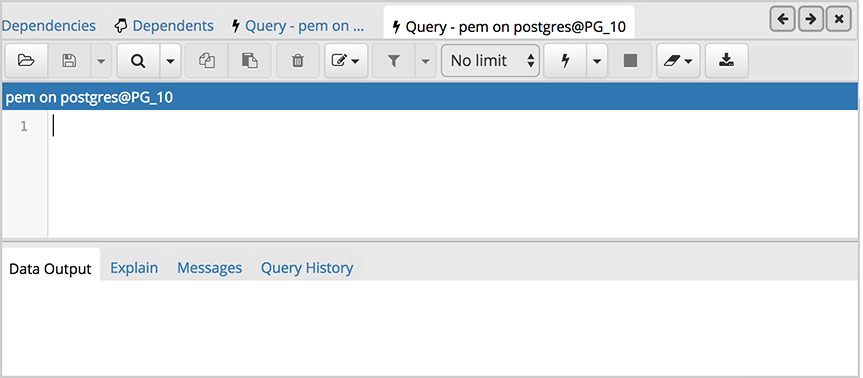 Dependencies Dependents Query - pem on ... Query - pem on postgres@PG_10
No limit
pem on postgres@PG_10
1
Data Output Explain Messages Query History